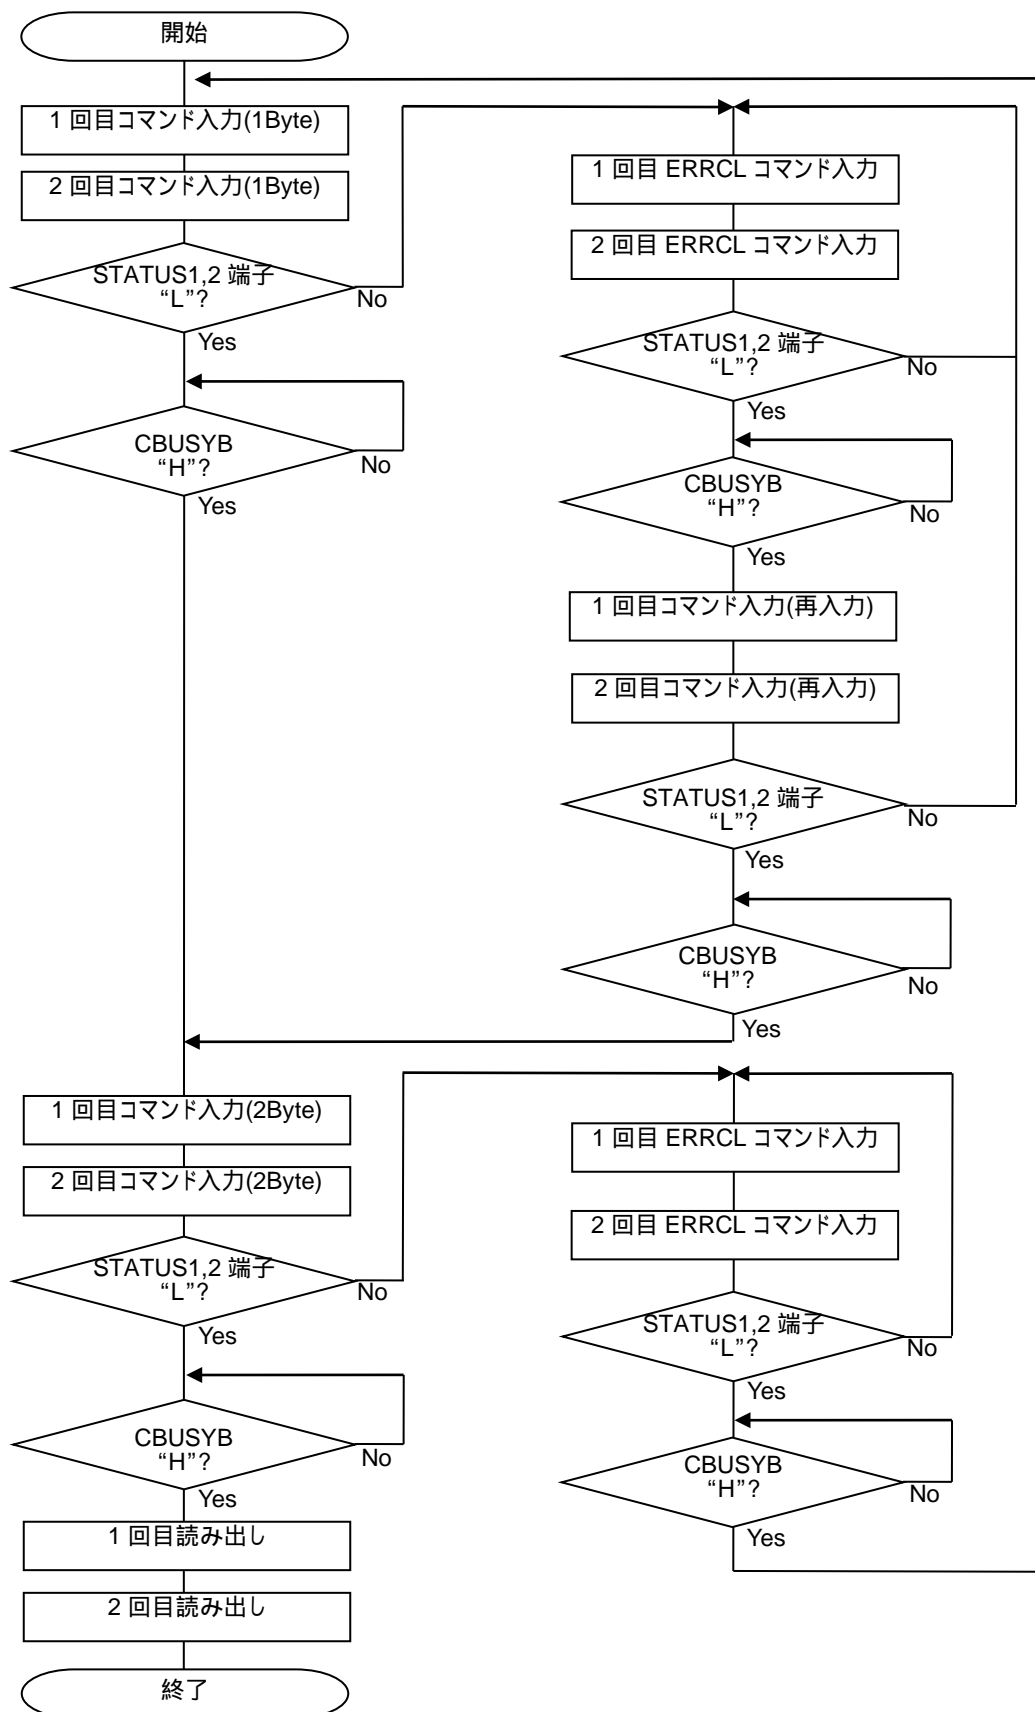 開始
1 回目コマンド入力(1Byte)
2 回目コマンド入力(1Byte)
STATUS1,2 端子
“L”?
No
Yes
CBUSYB
“H”?
No
Yes
1 回目 ERRCL コマンド入力
2 回目 ERRCL コマンド入力
STATUS1,2 端子
“L”?
No
Yes
CBUSYB
“H”?
No
Yes
1 回目コマンド入力(再入力)
2 回目コマンド入力(再入力)
STATUS1,2 端子
“L”?
No
Yes
CBUSYB
“H”?
No
Yes
1 回目コマンド入力(2Byte)
2 回目コマンド入力(2Byte)
STATUS1,2 端子
“L”?
No
Yes
CBUSYB
“H”?
No
Yes
1 回目読み出し
2 回目読み出し
終了
1 回目 ERRCL コマンド入力
2 回目 ERRCL コマンド入力
STATUS1,2 端子
“L”?
No
Yes
CBUSYB
“H”?
No
Yes